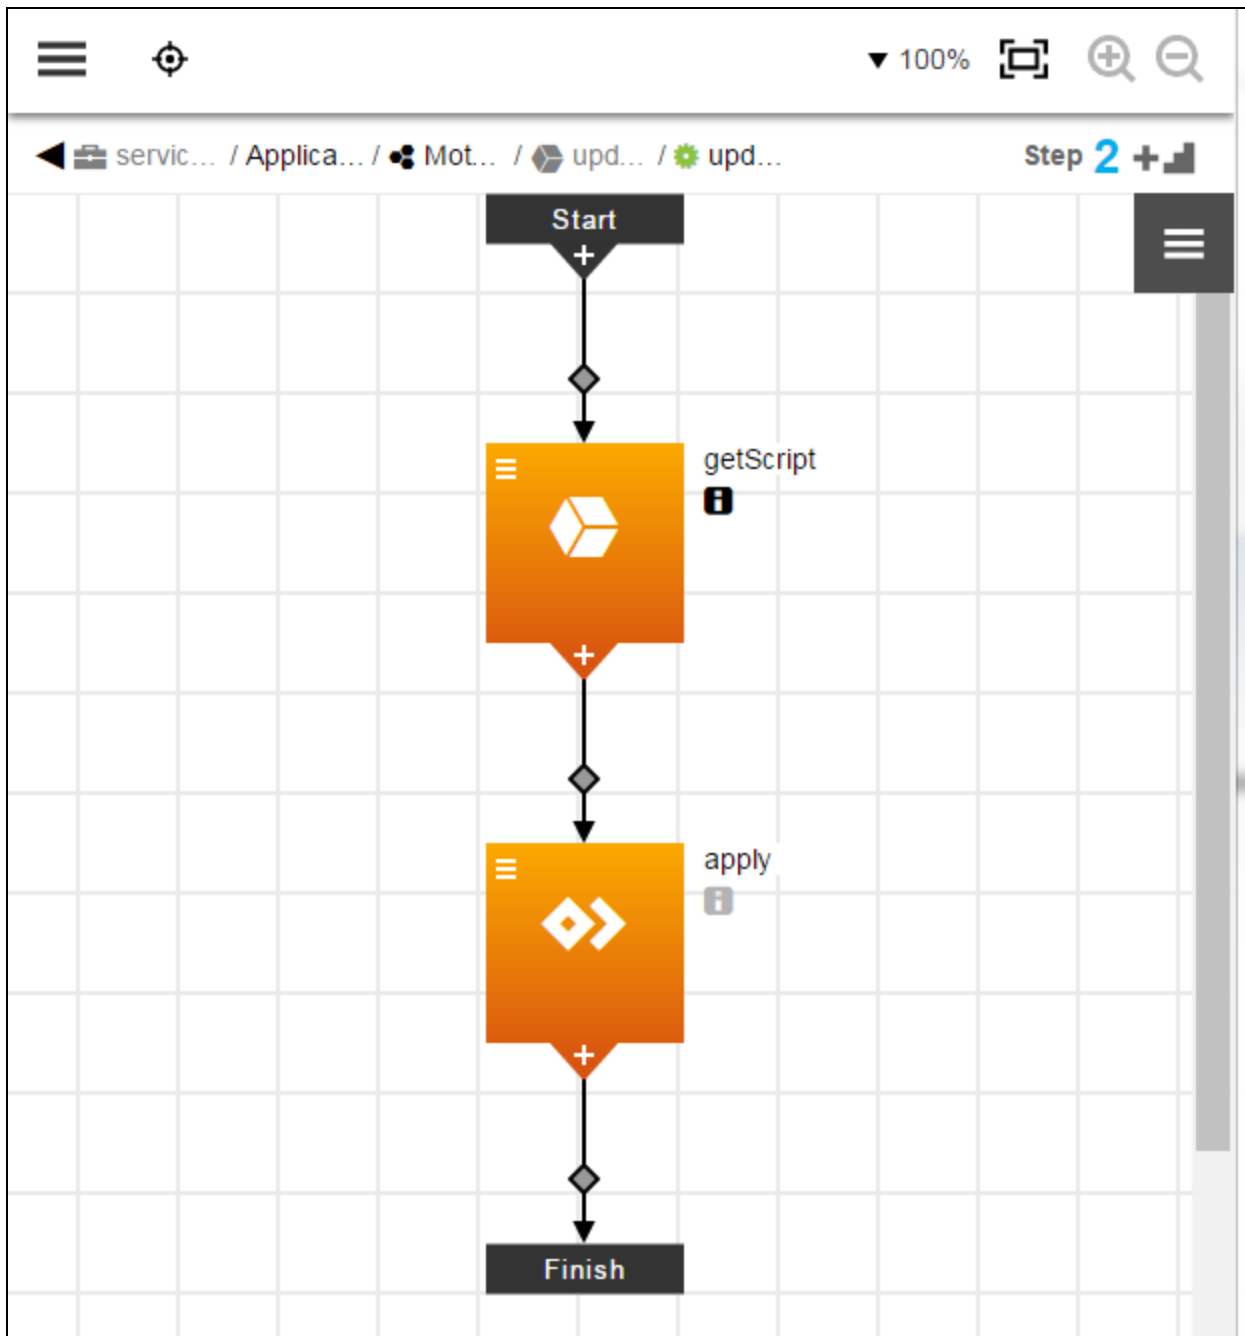 ▼ 100%
servic... / Applica... / Mot... / upd... / upd...
Step 2 +
Start
getScript
apply
Finish